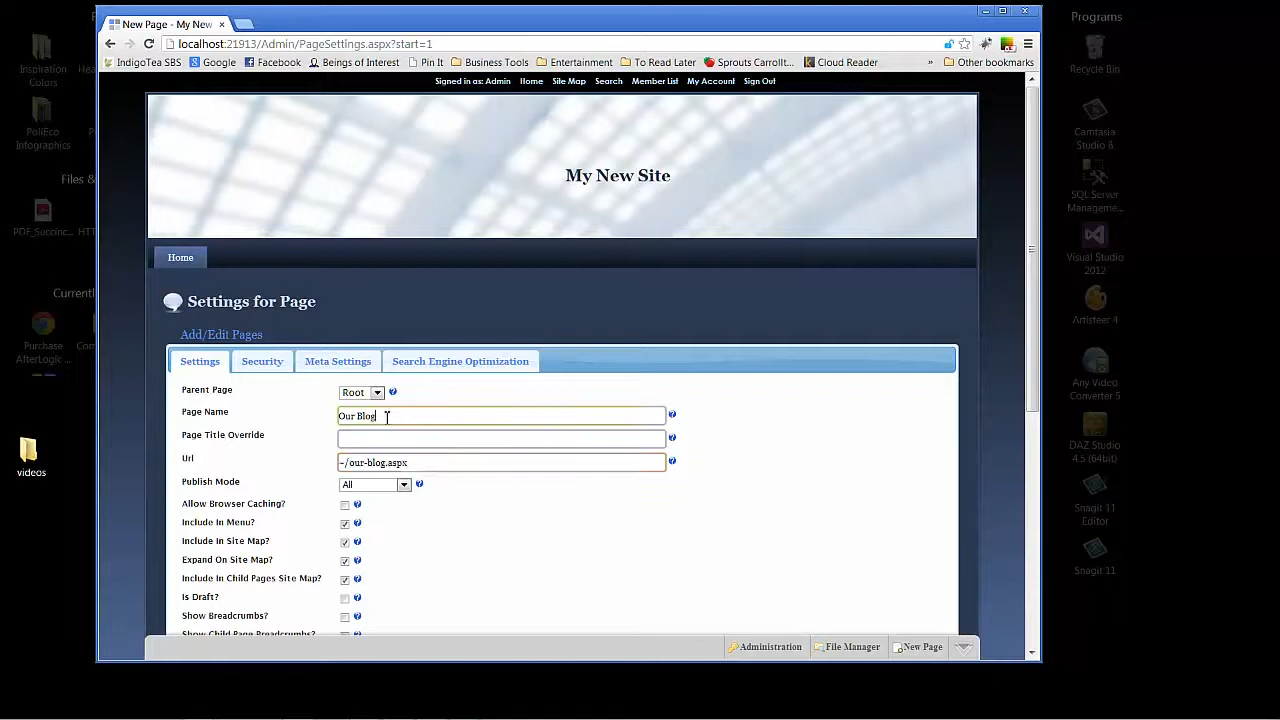 New Page - My New
localhost:21913/Admin/PageSettings.aspx?start=1
IndigoTea SBS Google Facebook Beings of Interest Pin It Business Tools Entertainment To Read Later Spotify:Carroll:t... Cloud Reader » Other bookmarks
Signed in as: Admin Home Site Map Search Member List My Account Sign Out
My New Site
Home
Settings for Page
Add/Edit Pages
Settings Security Meta Settings Search Engine Optimization
Parent Page Root
Page Name Our Blog
Page Title Override
Url ~/our-blog.aspx
Publish Mode All
Allow Browser Caching?
Include In Menu?
Include In Site Map?
Expand On Site Map?
Include In Child Pages Site Map?
Is Draft?
Show Breadcrumbs?
Show Child Page Breadcrumbs?
Administration File Manager New Page
Inspiration
Colors
PoliEco
Infographics
Files &
PDF_Succinc...
Purchase
AfterLogic ...
videos
Programs
Recycle Bin
Camtasia
Studio 8
SQL Server
Manageme...
Visual Studio
2012
Artisteer 4
Any Video
Converter 5
DAZ Studio
4.5 (64bit)
Snagit 11
Editor
Snagit 11